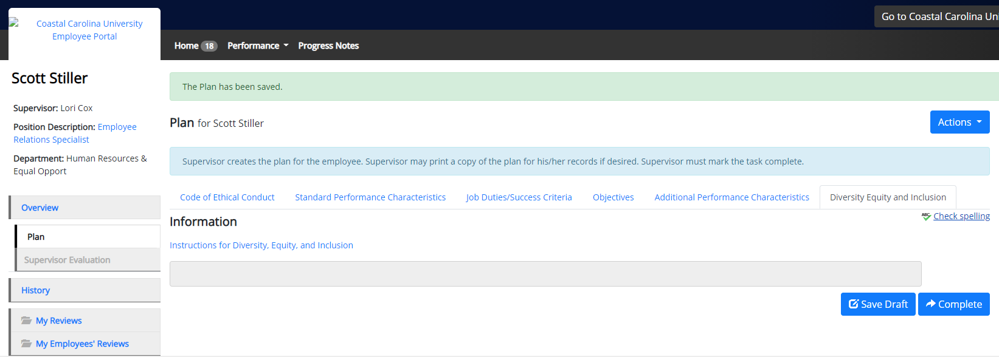 Coastal Carolina University
Employee Portal
Go to Coastal Carolina Uni
Home 18 Performance Progress Notes
Scott Stiller
Supervisor: Lori Cox
Position Description: Employee
Relations Specialist
Department: Human Resources &
Equal Opport
Overview
Plan
Supervisor Evaluation
History
My Reviews
My Employees' Reviews
The Plan has been saved.
Plan for Scott Stiller
Actions
Supervisor creates the plan for the employee. Supervisor may print a copy of the plan for his/her records if desired. Supervisor must mark the task complete.
Code of Ethical Conduct Standard Performance Characteristics Job Duties/Success Criteria Objectives Additional Performance Characteristics Diversity Equity and Inclusion
ABC Check spelling
Information
Instructions for Diversity, Equity, and Inclusion
Save Draft Complete